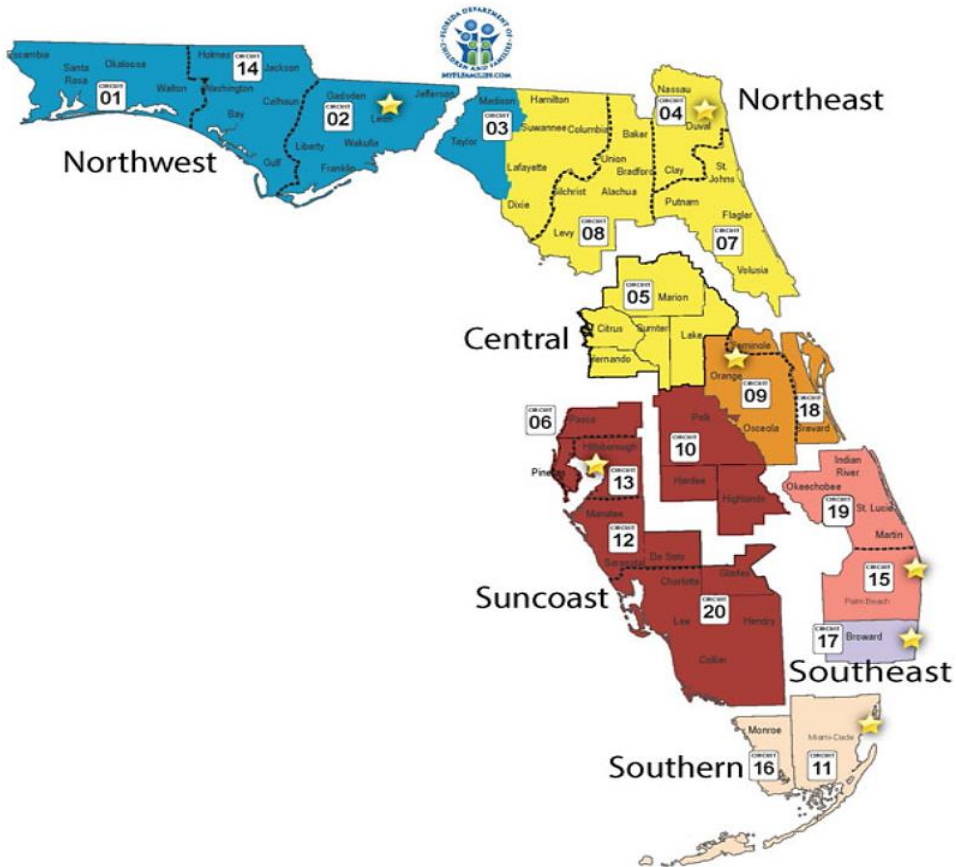 FLORIDA DEPARTMENT OF
CHILDREN AND FAMILIES
MYFLFAMILIES.COM
Escambia
Santa
Rosa
Okaloosa
Walton
CIRCUIT
01
Holmes
CIRCUIT
14
Jackson
Washington
Calhoun
Bay
Gulf
Northwest
Gadsden
CIRCUIT
02
Leon
Jefferson
Liberty
Wakulla
Franklin
Madison
CIRCUIT
03
Taylor
Hamilton
Suwannee
Columbia
Lafayette
Dixie
Baker
Union
Bradford
Gilchrist
Alachua
Levy
CIRCUIT
08
Nassau
CIRCUIT
04
Duval
Clay
Northeast
St.
Johns
Putnam
Flagler
CIRCUIT
07
Volusia
CIRCUIT
05
Marion
Citrus
Sumter
Lake
Hernando
Central
Seminole
Orange
CIRCUIT
09
Osceola
CIRCUIT
18
Brevard
CIRCUIT
06
Pasco
Pinellas
Hillsborough
CIRCUIT
13
Polk
CIRCUIT
10
Hardee
Highlands
Manatee
CIRCUIT
12
Sarasota
De Soto
Suncoast
Charlotte
Glades
CIRCUIT
20
Lee
Hendry
Collier
Indian
River
Okeechobee
CIRCUIT
19
St. Lucie
Martin
CIRCUIT
15
Palm Beach
CIRCUIT
17
Broward
Southeast
Monroe
CIRCUIT
16
Miami-Dade
CIRCUIT
11
Southern